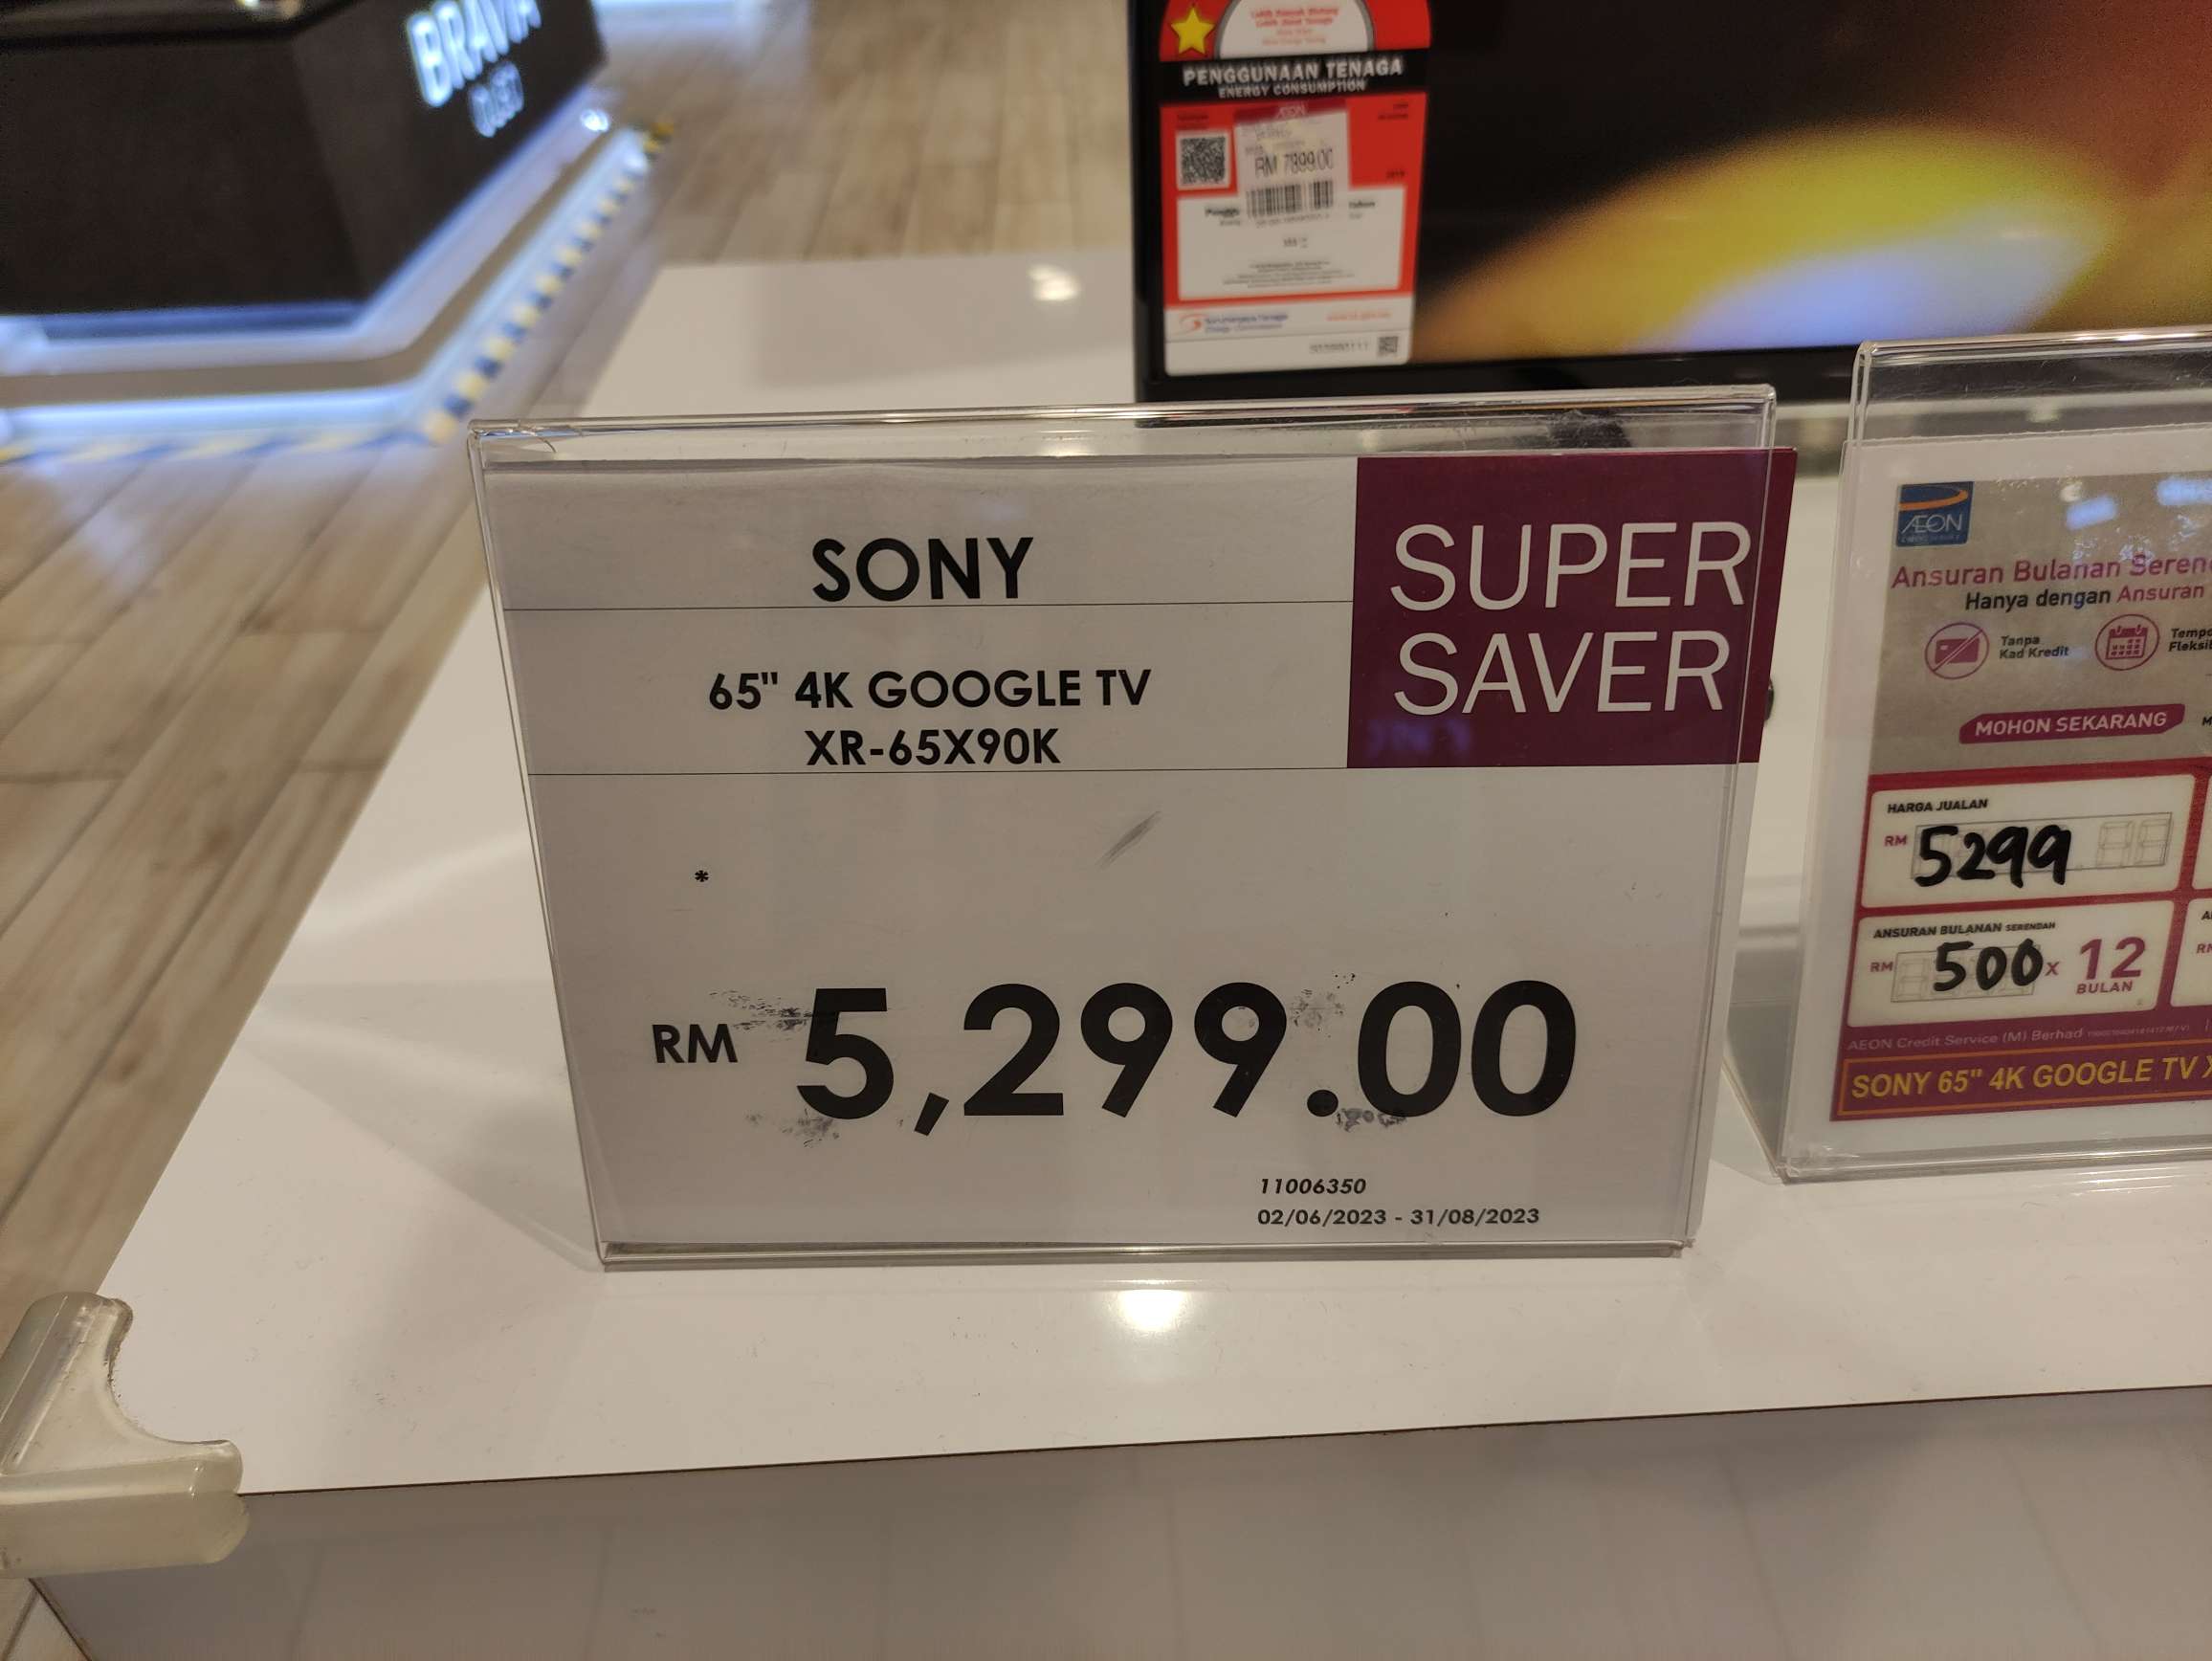 BRAVIA
PENGGUNAAN TENAGA
ENERGY CONSUMPTION
RM 7899.00
SONY
65" 4K GOOGLE TV
XR-65X90K
SUPER
SAVER
*
RM 5,299.00
11006350
02/06/2023 - 31/08/2023
ÆON
Ansuran Bulanan
Hanya dengan Ansuran
Tanpa
Kad Kredit
MOHON SEKARANG
HARGA JUALAN
RM 5299
ANSURAN BULANAN SERENDAH
RM 500 x 12
BULAN
AEON Credit Service (M) Berhad
SONY 65" 4K GOOGLE TV